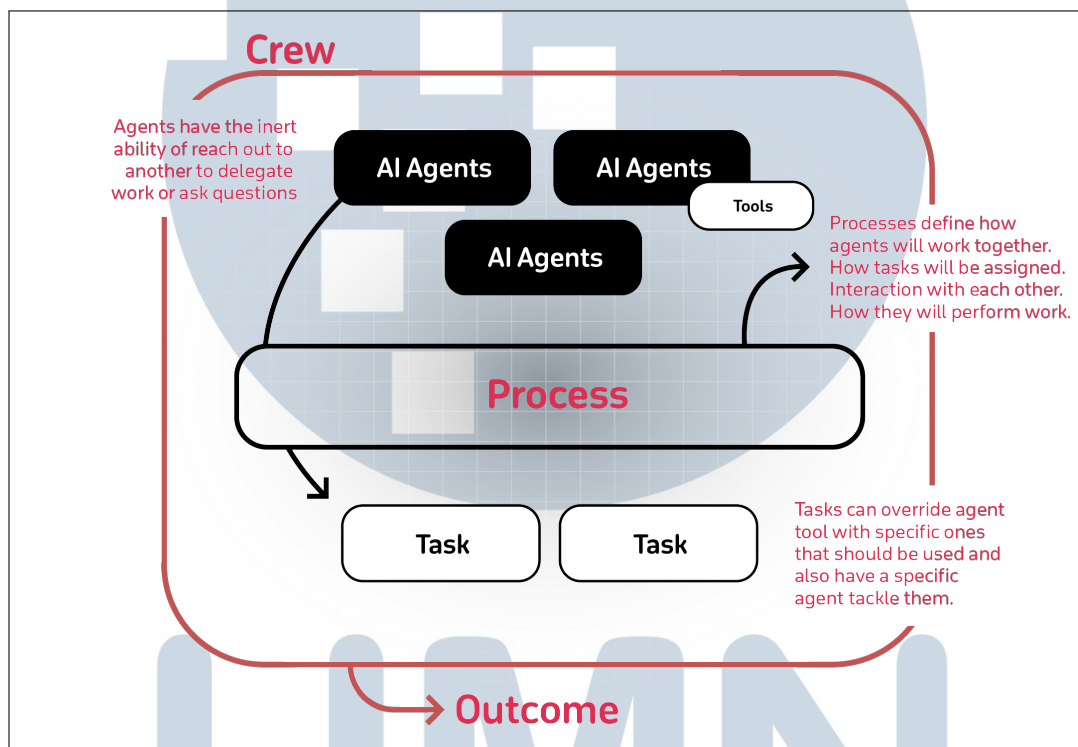 Crew
Agents have the inert
ability of reach out to
another to delegate
work or ask questions
AI Agents
AI Agents
Tools
AI Agents
Processes define how
agents will work together.
How tasks will be assigned.
Interaction with each other.
How they will perform work.
Process
Task
Task
Tasks can override agent
tool with specific ones
that should be used and
also have a specific
agent tackle them.
Outcome
UMN